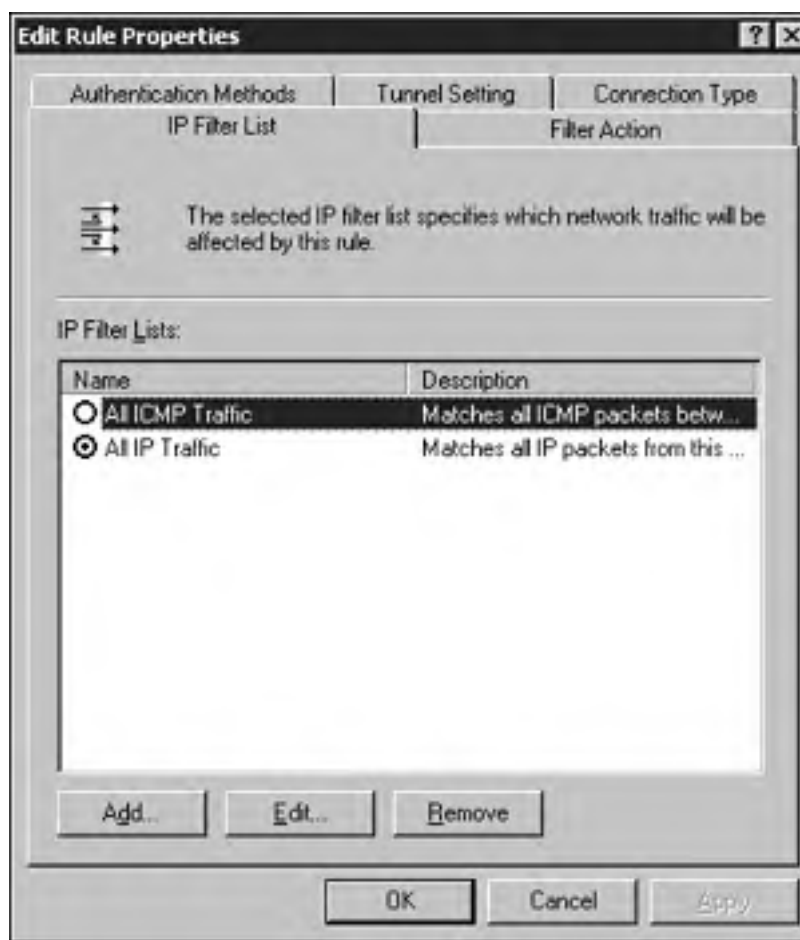 Edit Rule Properties
Authentication Methods Tunnel Setting Connection Type
IP Filter List Filter Action
The selected IP filter list specifies which network traffic will be
affected by this rule.
IP Filter Lists:
Name Description
All ICMP Traffic Matches all ICMP packets betw...
All IP Traffic Matches all IP packets from this ...
Add... Edit... Remove
OK Cancel Apply